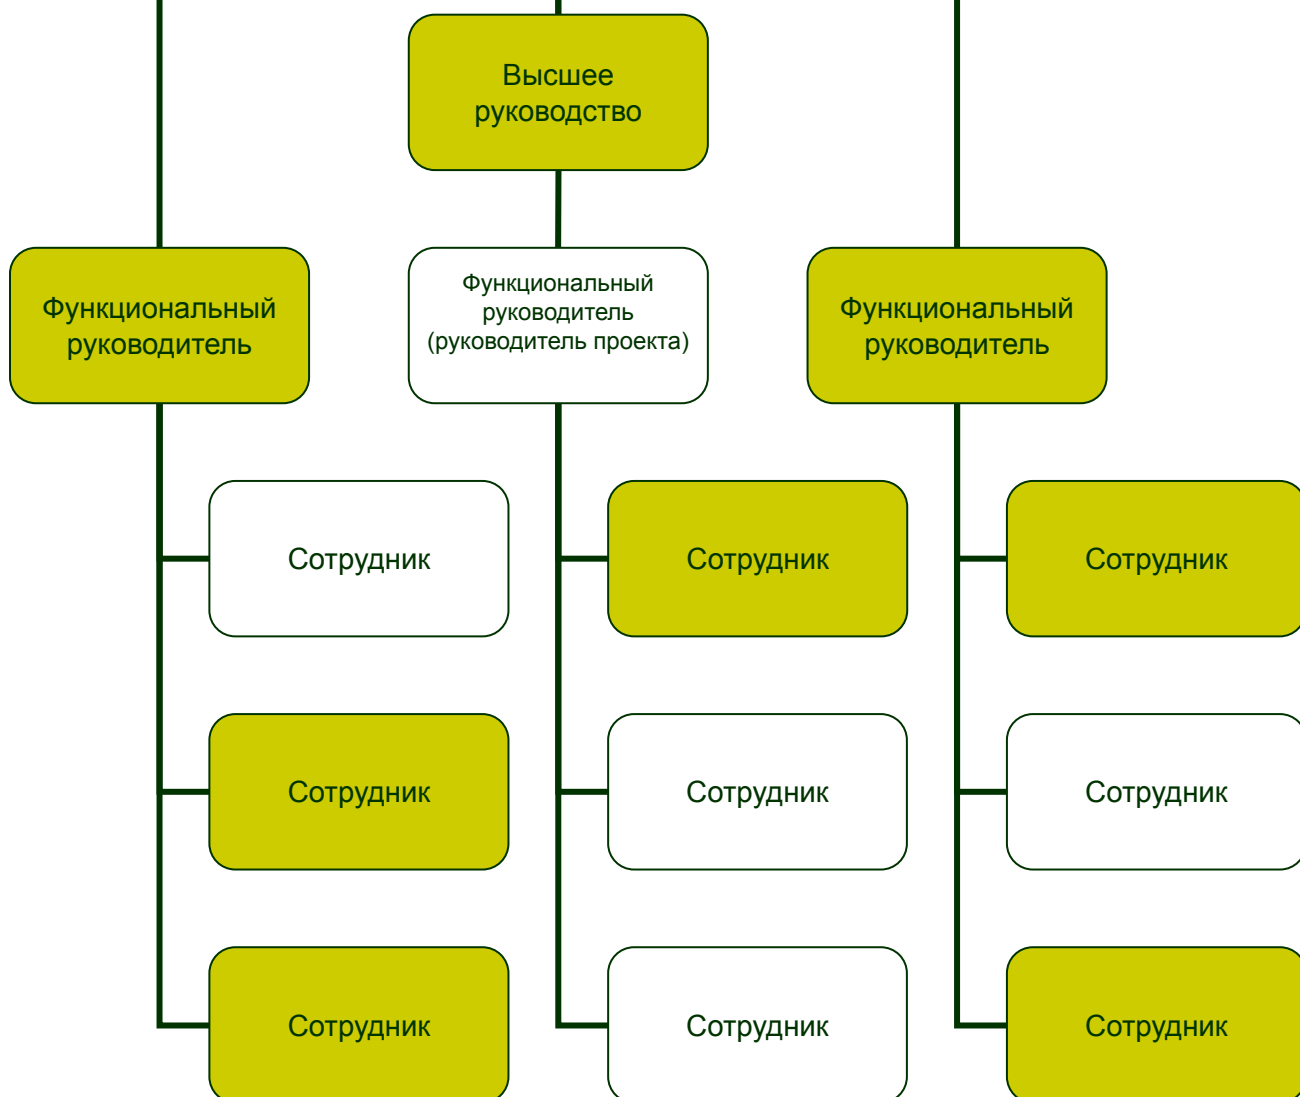 Высшее
руководство
Функциональный
руководитель
Функциональный
руководитель
(руководитель проекта)
Функциональный
руководитель
Сотрудник
Сотрудник
Сотрудник
Сотрудник
Сотрудник
Сотрудник
Сотрудник
Сотрудник
Сотрудник